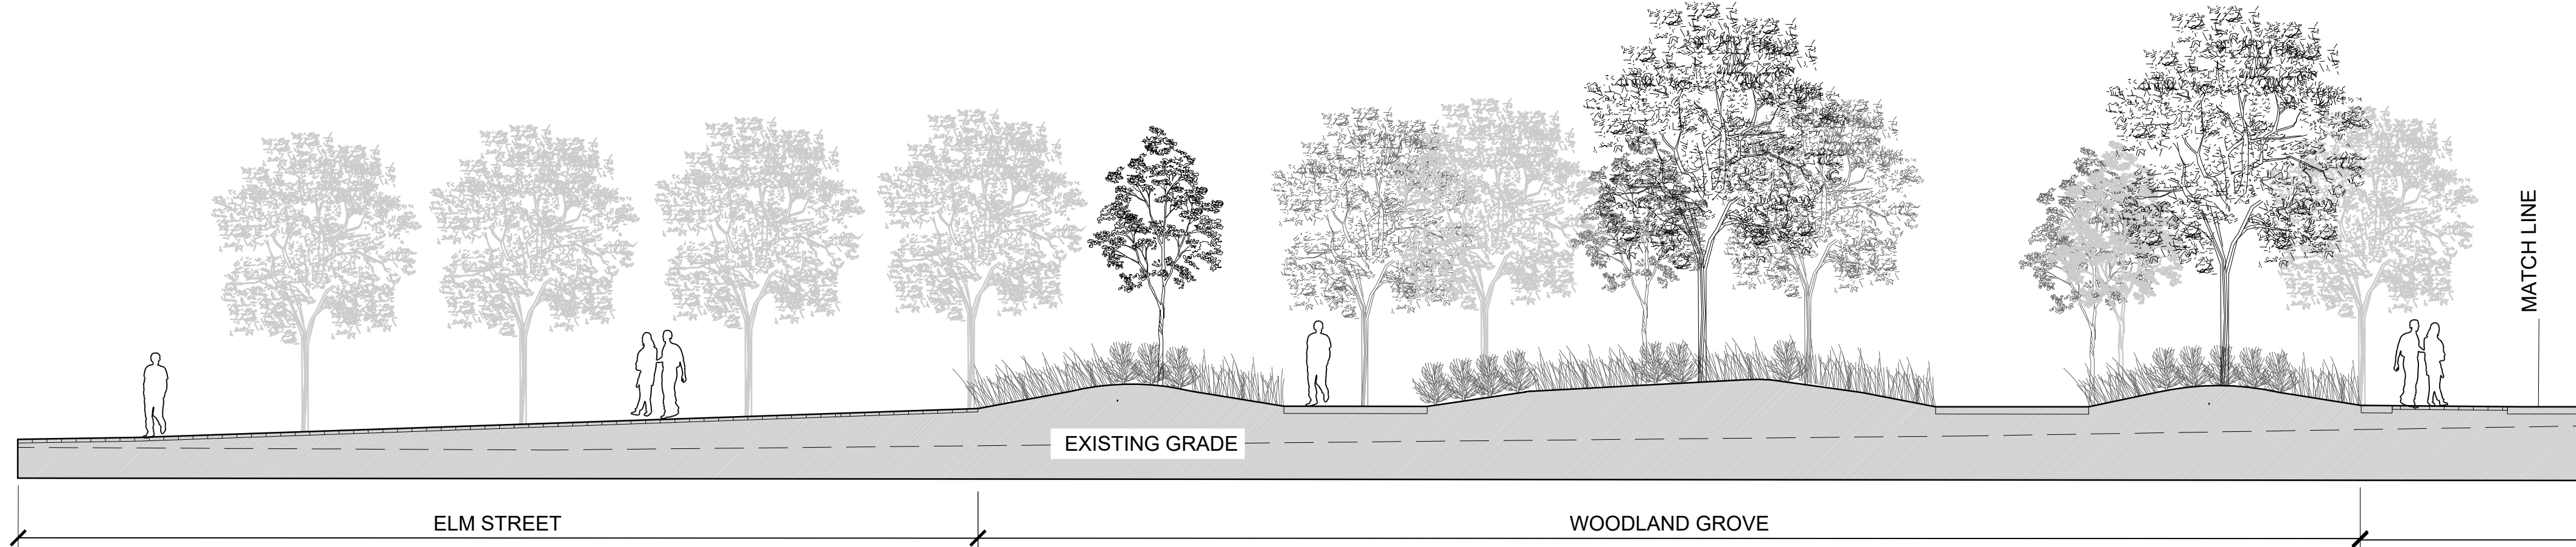 MATCH LINE
EXISTING GRADE
ELM STREET
WOODLAND GROVE